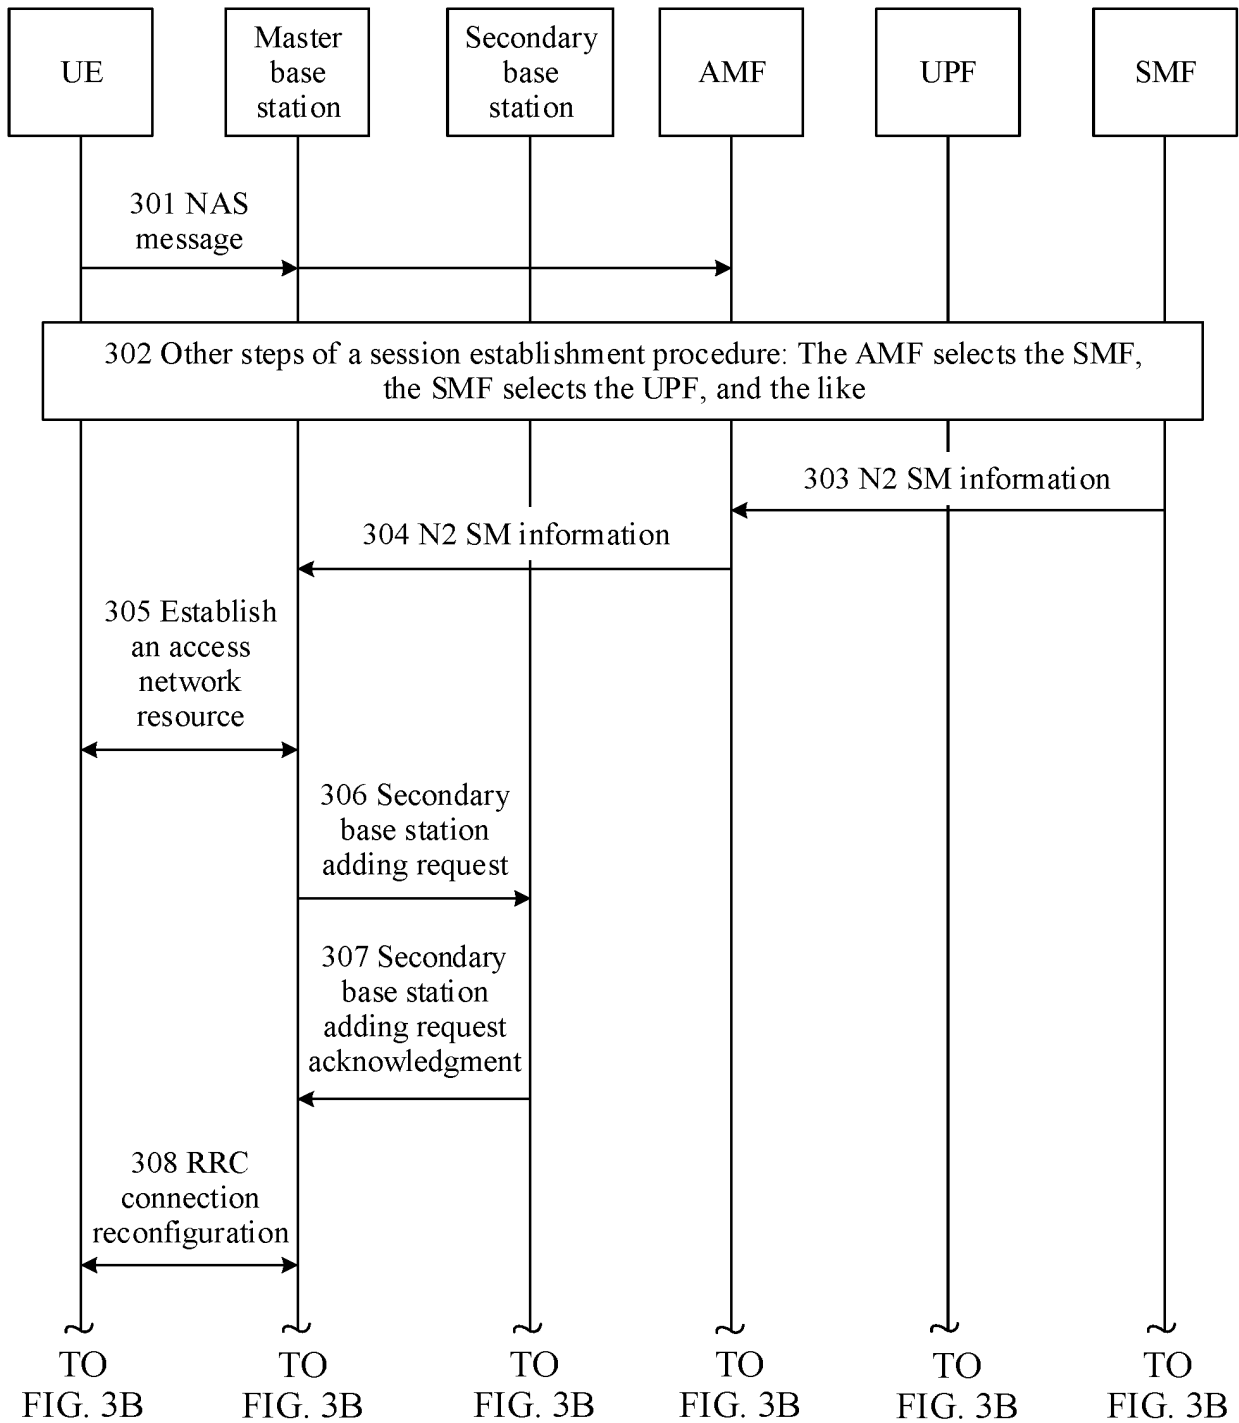 UE
Master
base
station
Secondary
base
station
AMF
UPF
SMF
301 NAS
message
302 Other steps of a session establishment procedure: The AMF selects the SMF,
the SMF selects the UPF, and the like
303 N2 SM information
304 N2 SM information
305 Establish
an access
network
resource
306 Secondary
base station
adding request
307 Secondary
base station
adding request
acknowledgment
308 RRC
connection
reconfiguration
TO
FIG. 3B
TO
FIG. 3B
TO
FIG. 3B
TO
FIG. 3B
TO
FIG. 3B
TO
FIG. 3B